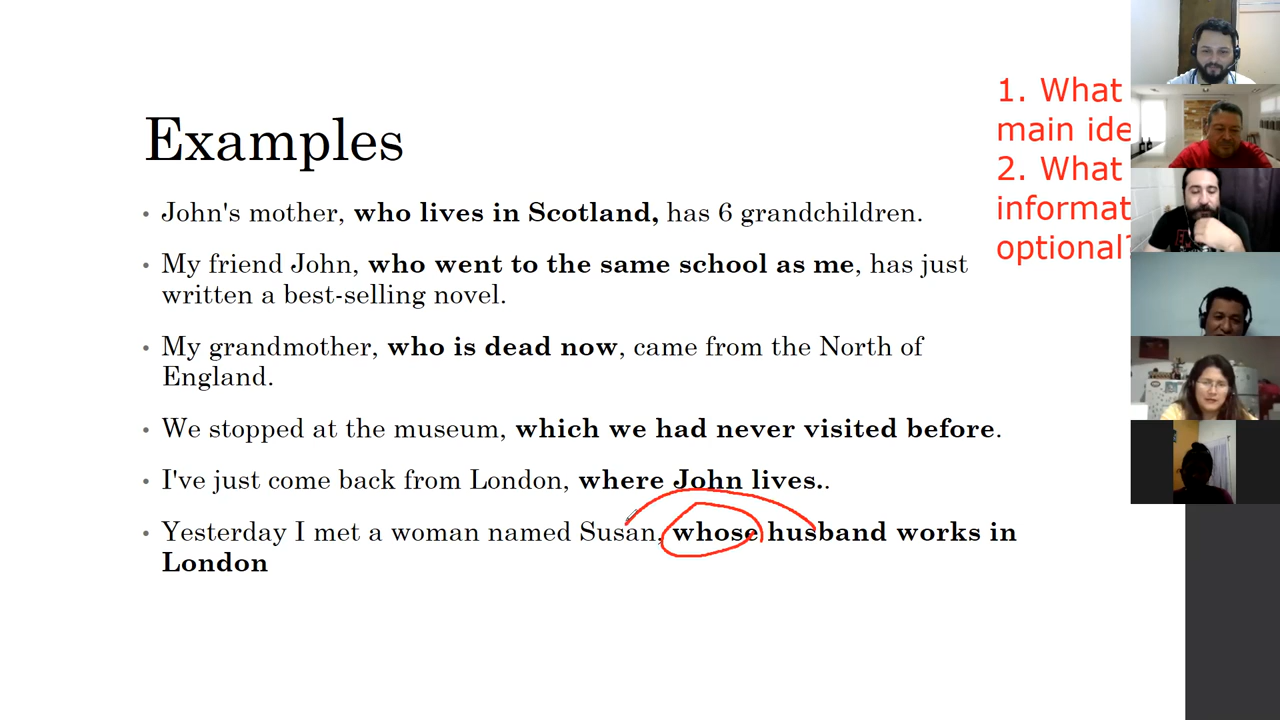 Examples
• John's mother, who lives in Scotland, has 6 grandchildren.
• My friend John, who went to the same school as me, has just
written a best-selling novel.
• My grandmother, who is dead now, came from the North of
England.
• We stopped at the museum, which we had never visited before.
• I've just come back from London, where John lives..
• Yesterday I met a woman named Susan, whose husband works in
London
1. What
main ide
2. What
informat
optional?